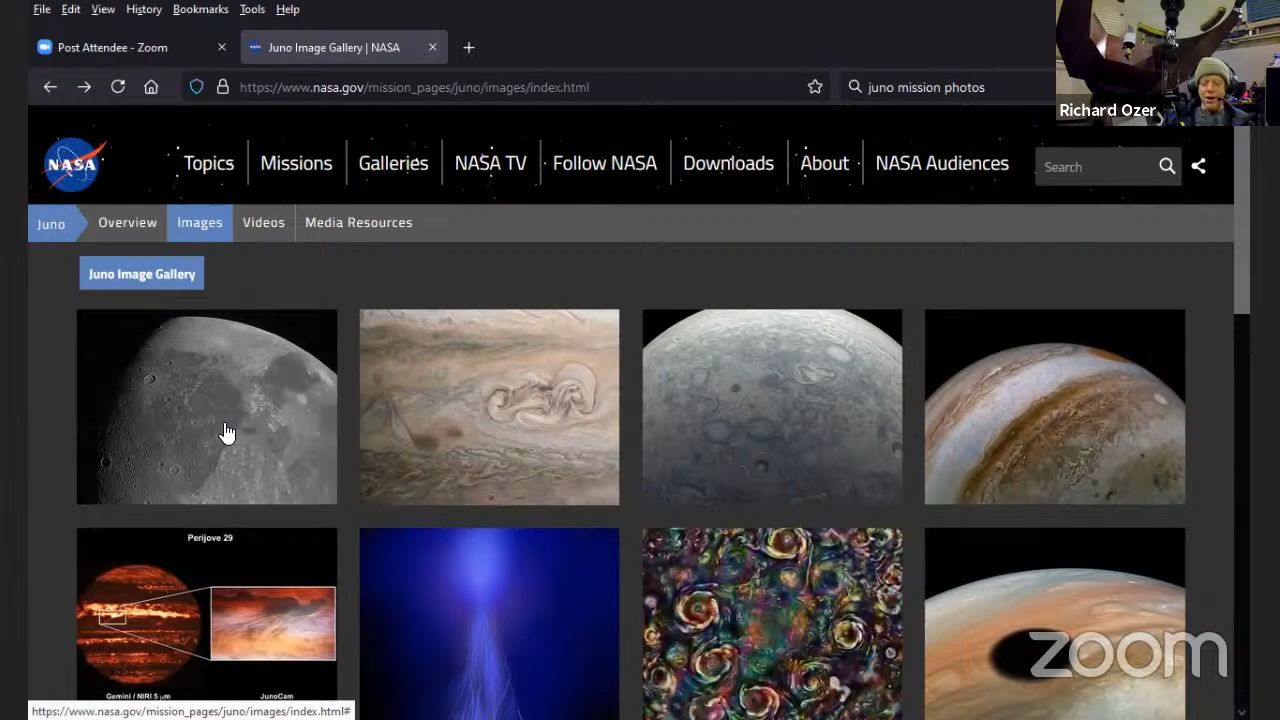 File Edit View History Bookmarks Tools Help
Post Attendee - Zoom
Juno Image Gallery | NASA
https://www.nasa.gov/mission_pages/juno/images/index.html
juno mission photos
Richard Ozer
NASA
Topics Missions Galleries NASA TV Follow NASA Downloads About NASA Audiences
Search
Juno Overview Images Videos Media Resources
Juno Image Gallery
Perijove 29
Gemini / NIRI 5 µm JunoCam
zoom
https://www.nasa.gov/mission_pages/juno/images/index.html#